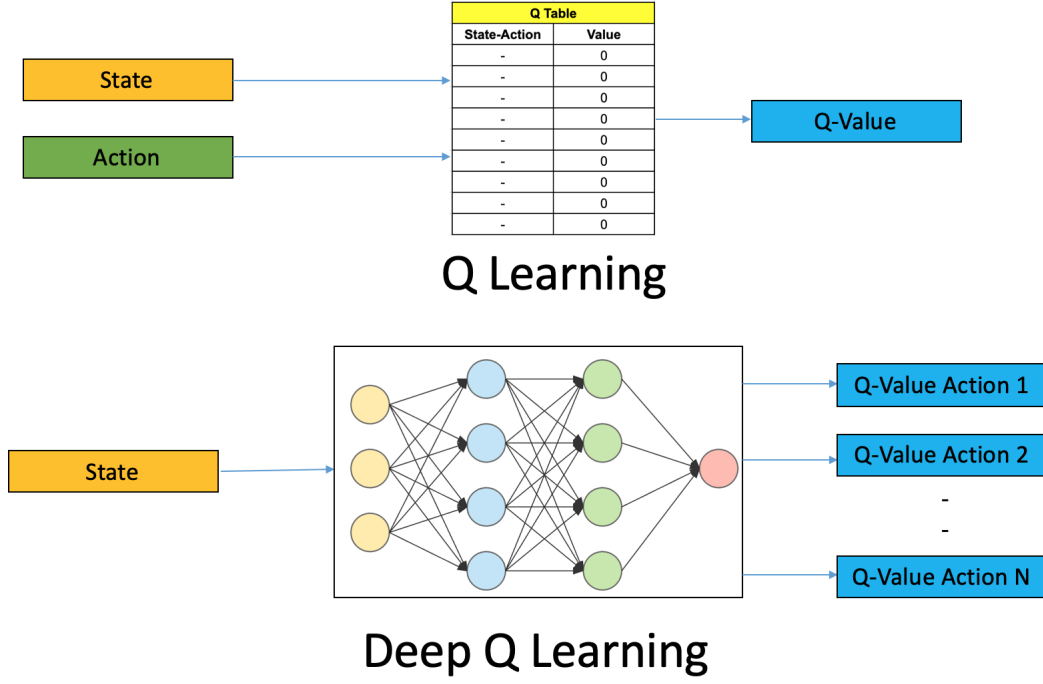 Q Table
State-Action Value
- 0
- 0
- 0
- 0
- 0
- 0
- 0
- 0
- 0
State
Action
Q-Value
Q Learning
State
Q-Value Action 1
Q-Value Action 2
-
-
Q-Value Action N
Deep Q Learning